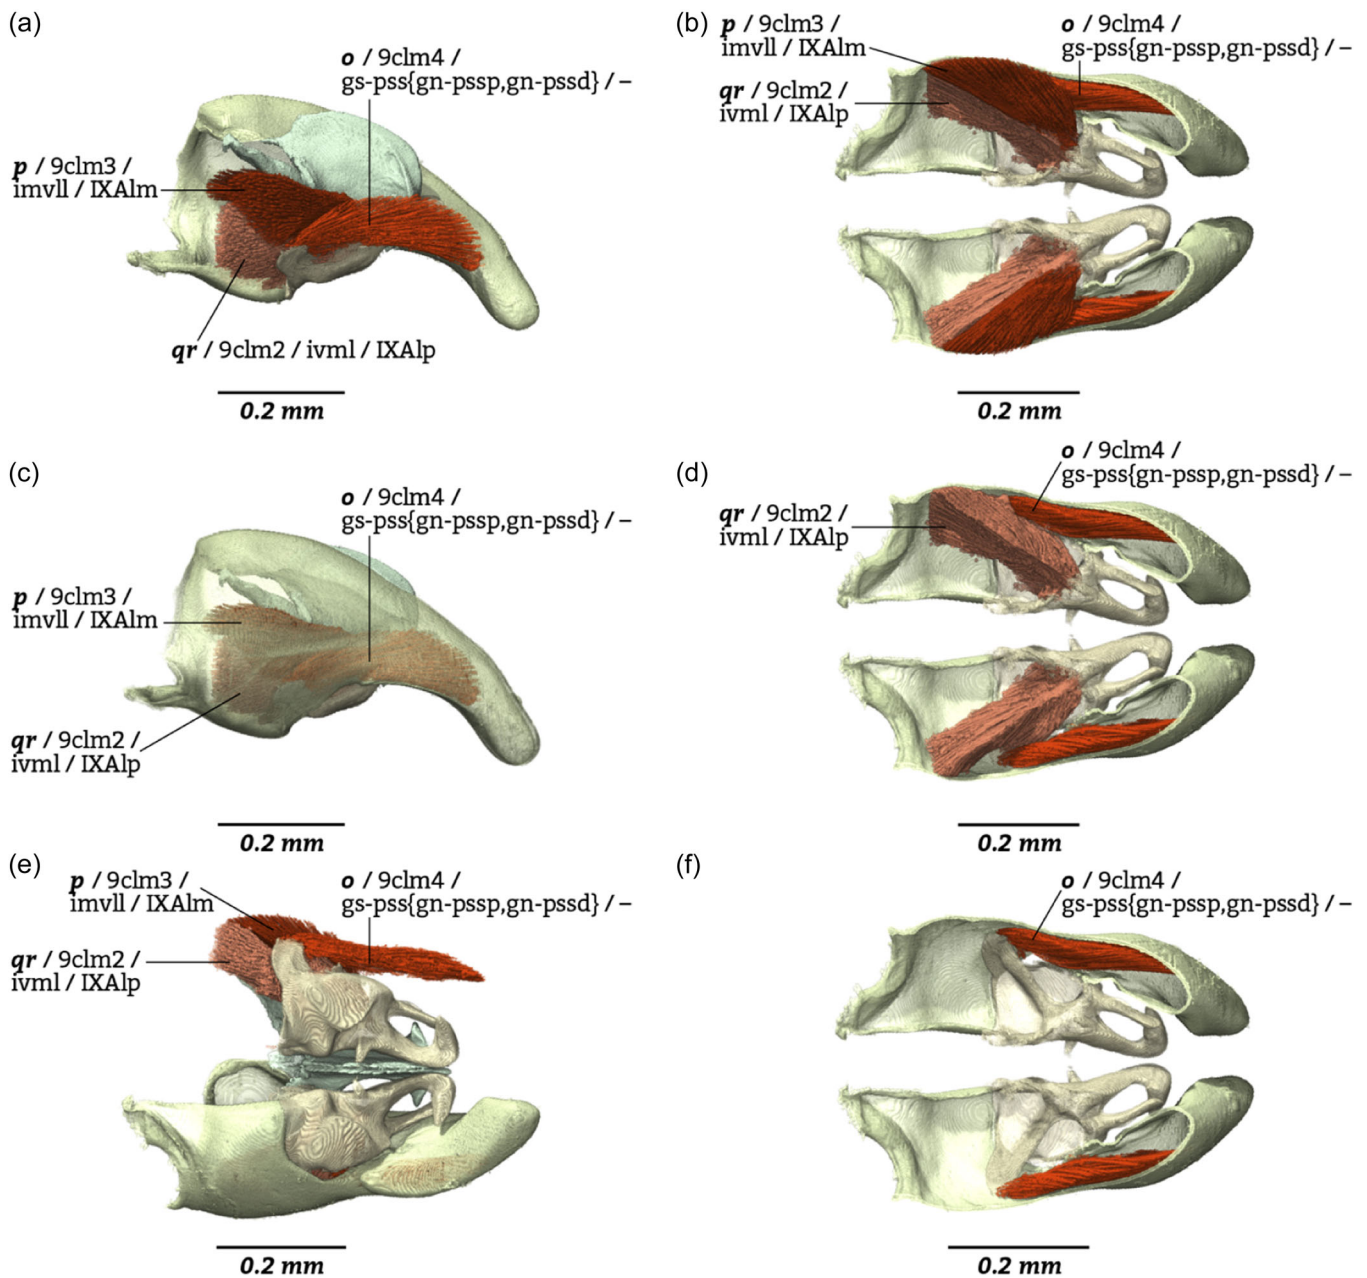 (a)
o / 9clm4 /
gs-pss{gn-pssp,gn-pssd} / –
p / 9clm3 /
imvll / IXAlm
qr / 9clm2 / ivml / IXAlp
0.2 mm
(b)
p / 9clm3 /
imvll / IXAlm
o / 9clm4 /
gs-pss{gn-pssp,gn-pssd} / –
qr / 9clm2 /
ivml / IXAlp
0.2 mm
(c)
o / 9clm4 /
gs-pss{gn-pssp,gn-pssd} / –
p / 9clm3 /
imvll / IXAlm
qr / 9clm2 /
ivml / IXAlp
0.2 mm
(d)
o / 9clm4 /
gs-pss{gn-pssp,gn-pssd} / –
qr / 9clm2 /
ivml / IXAlp
0.2 mm
(e)
p / 9clm3 /
imvll / IXAlm
o / 9clm4 /
gs-pss{gn-pssp,gn-pssd} / –
qr / 9clm2 /
ivml / IXAlp
0.2 mm
(f)
o / 9clm4 /
gs-pss{gn-pssp,gn-pssd} / –
0.2 mm